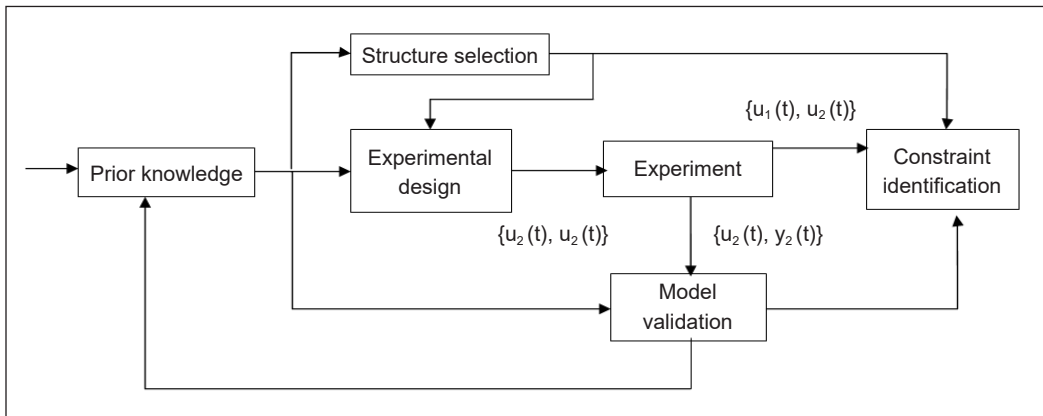 Structure selection
{u₁(t), u₂(t)}
Prior knowledge
Experimental
design
Experiment
Constraint
identification
{u₂(t), u₂(t)}
{u₂(t), y₂(t)}
Model
validation